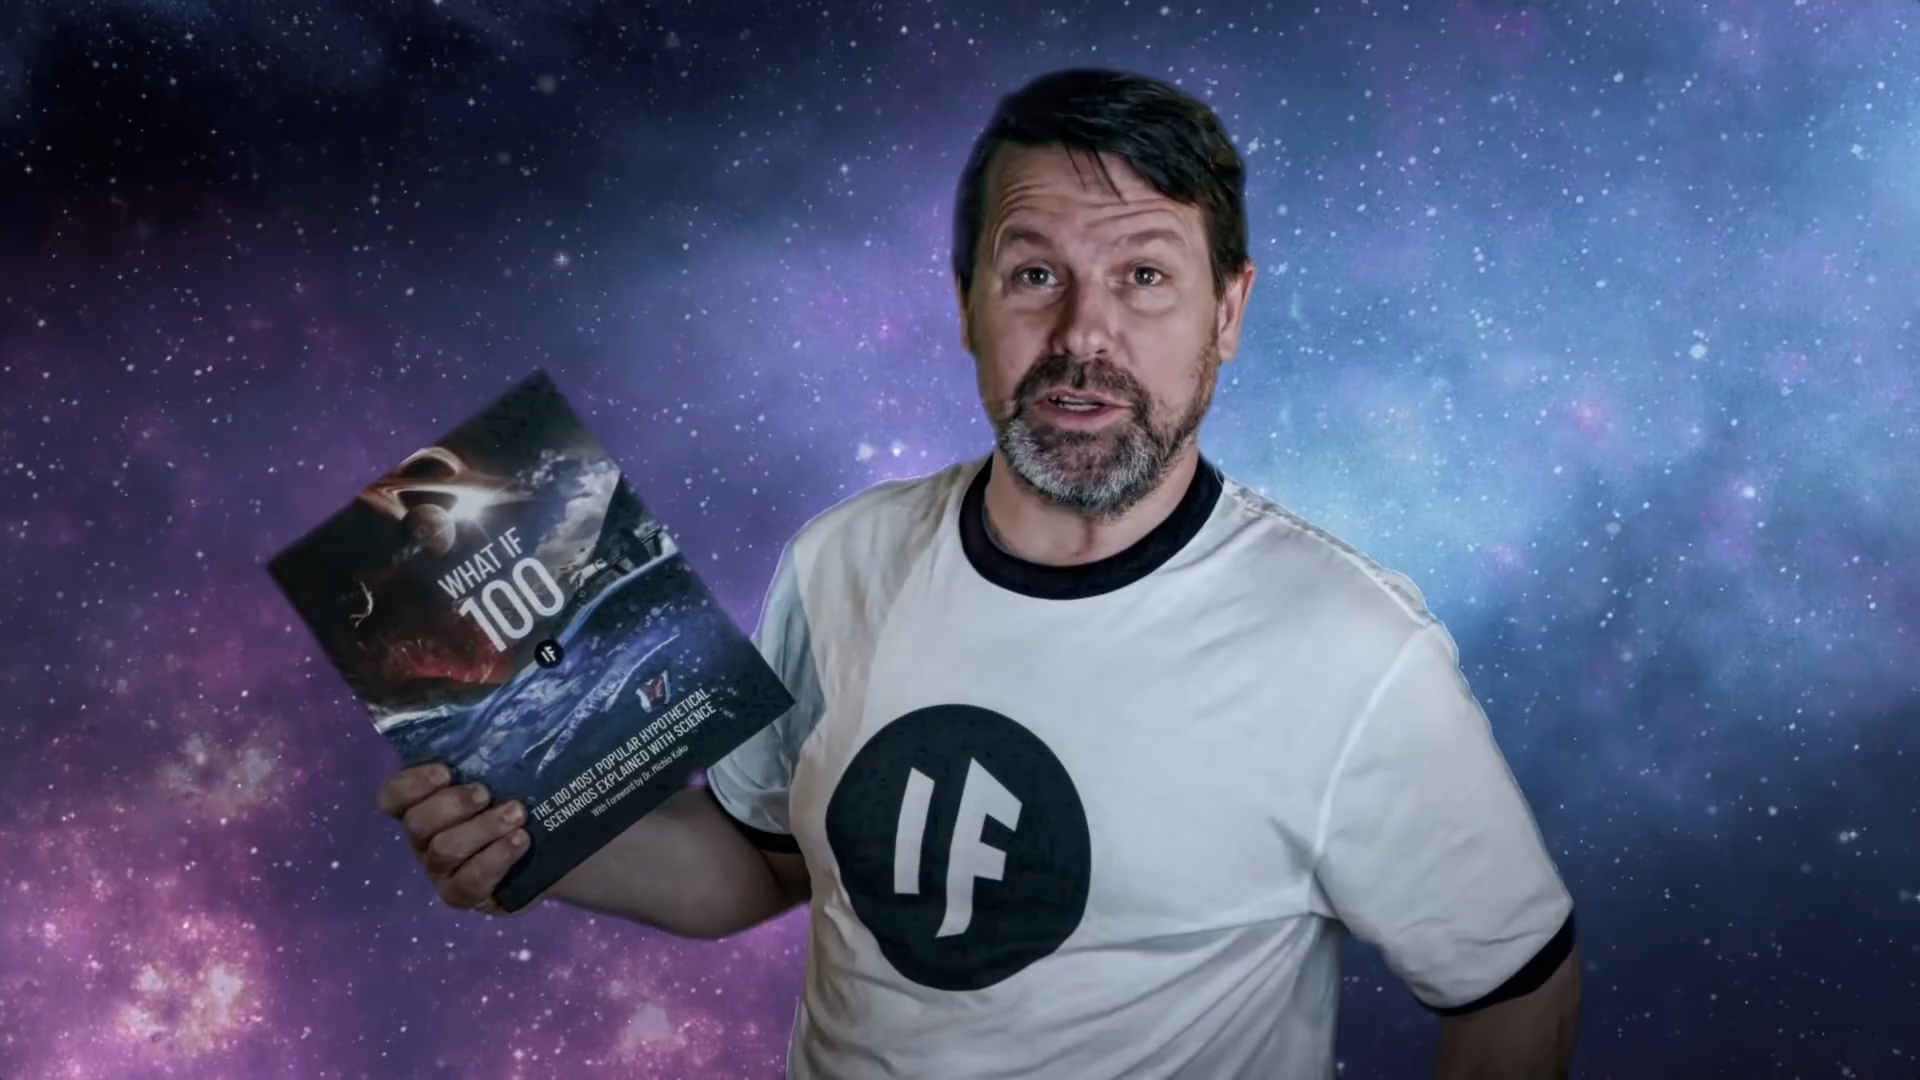 WHAT IF
100
IF
THE 100 MOST POPULAR HYPOTHETICAL
SCENARIOS EXPLAINED WITH SCIENCE
With Foreword by Dr. Michio Kaku
IF